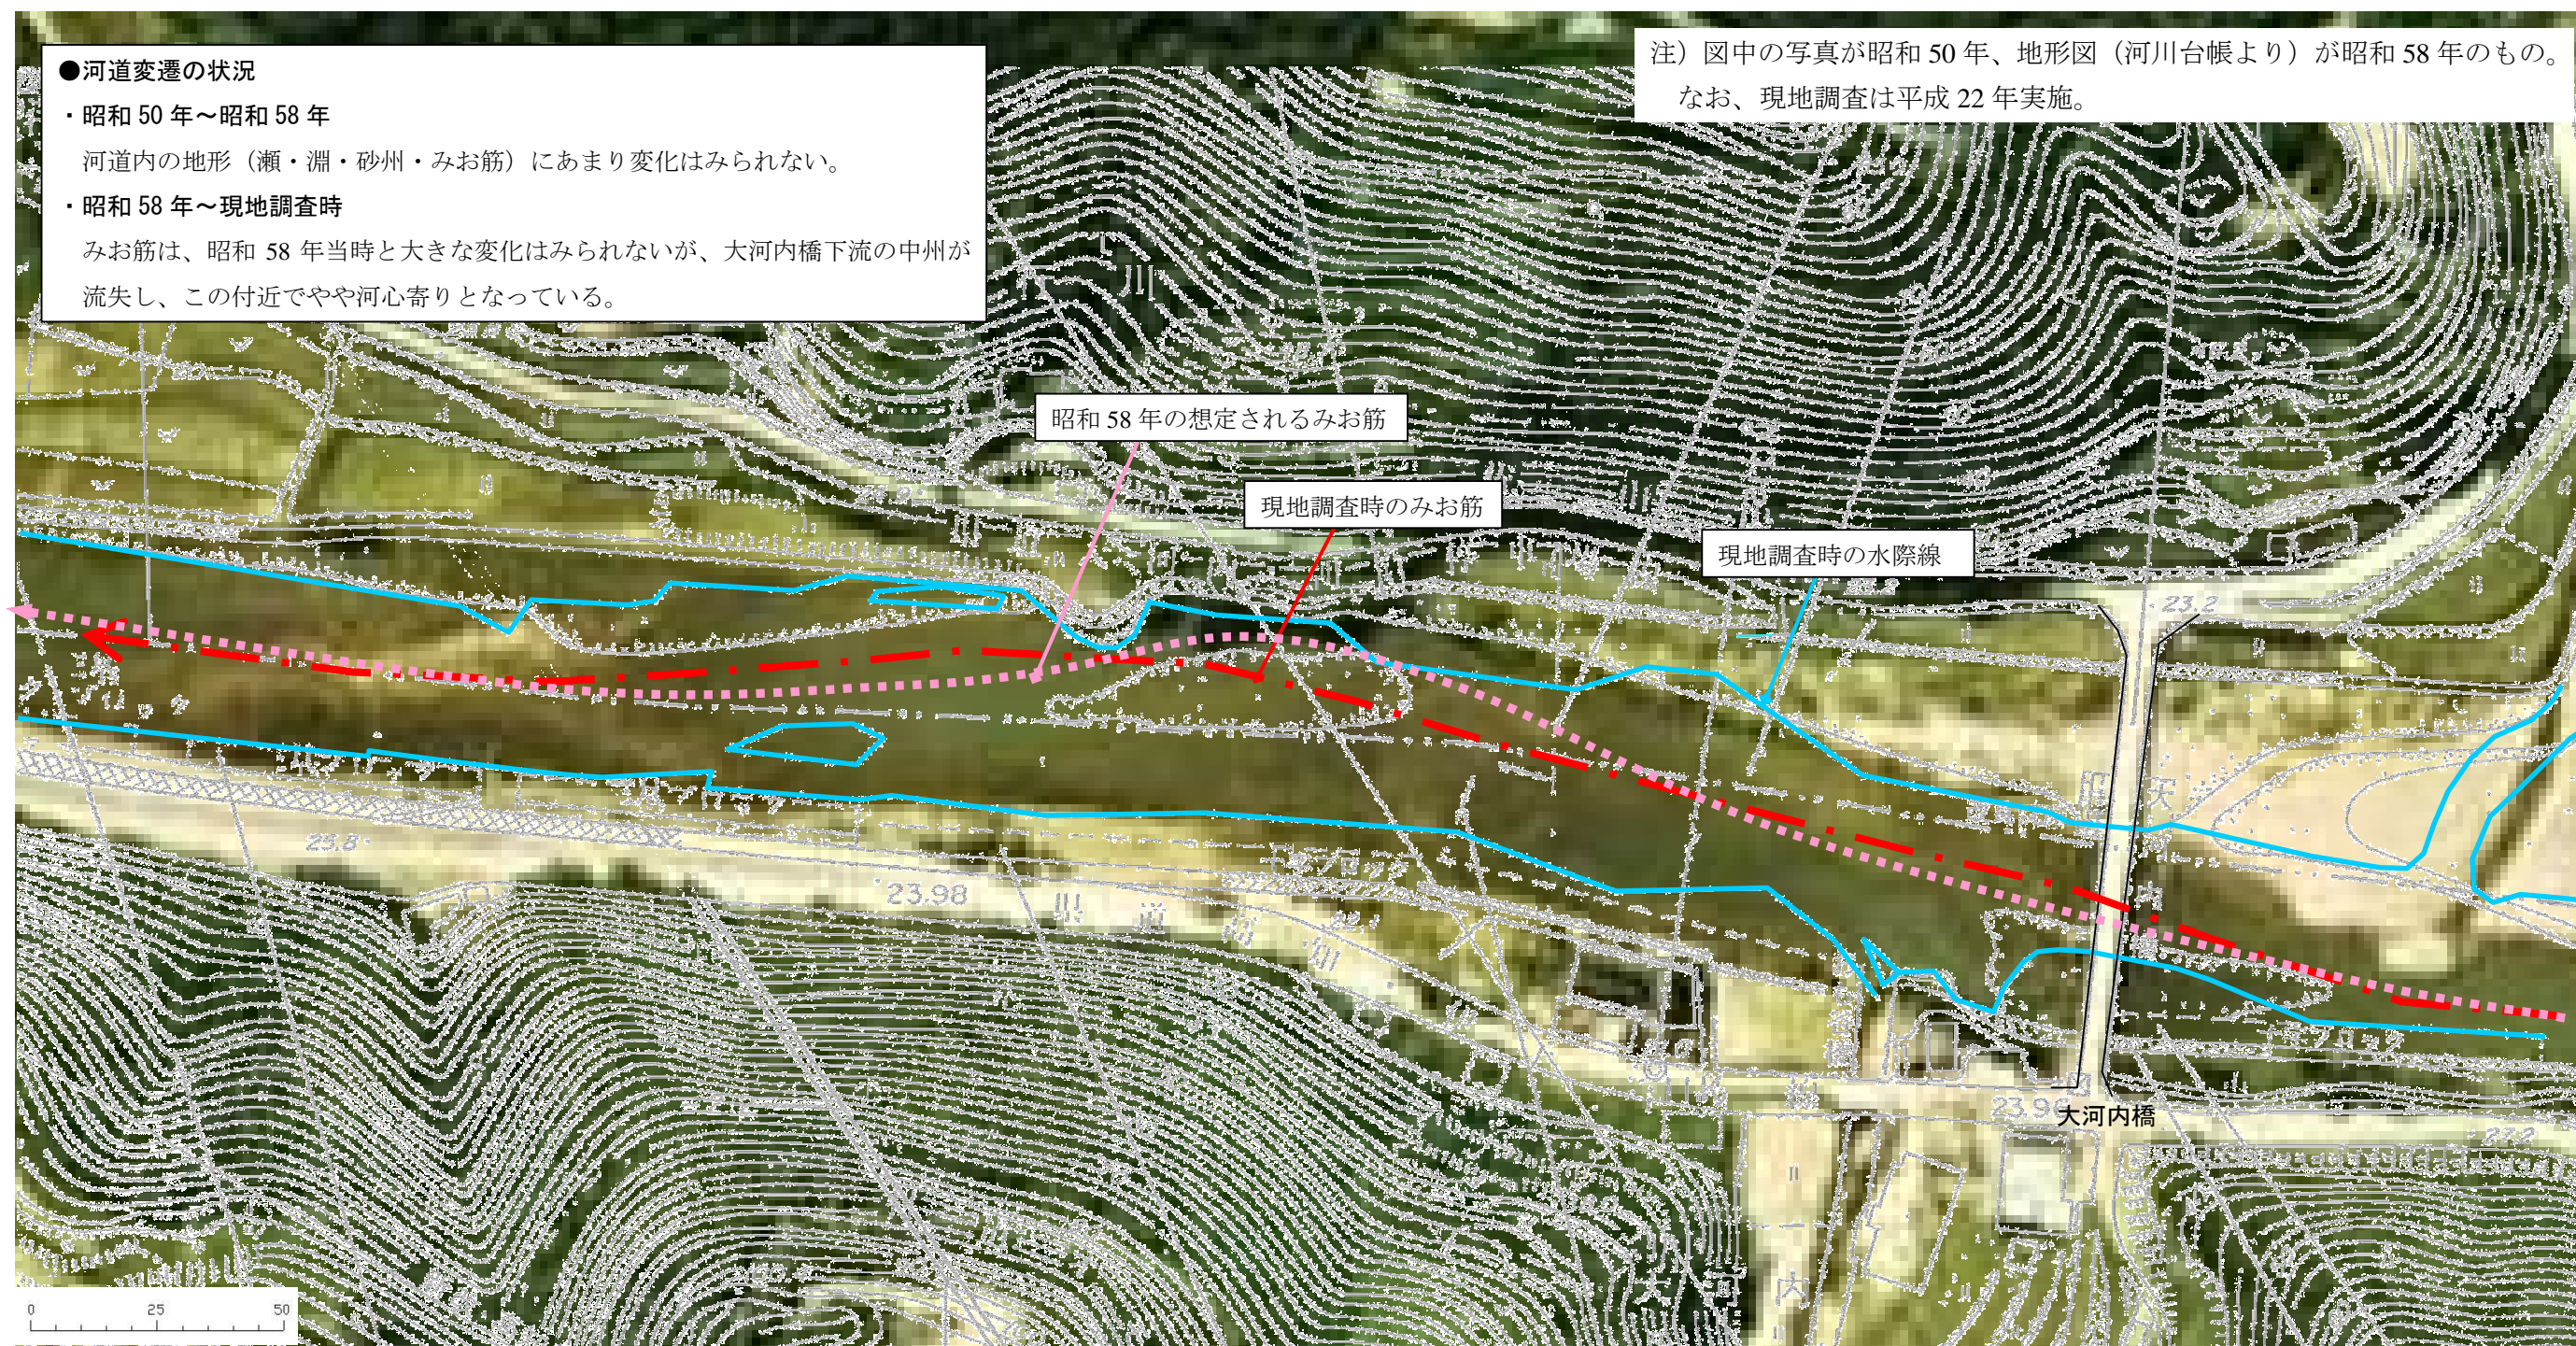 ●河道変遷の状況
・昭和 50 年～昭和 58 年
河道内の地形（瀬・淵・砂州・みお筋）にあまり変化はみられない。
・昭和 58 年～現地調査時
みお筋は、昭和 58 年当時と大きな変化はみられないが、大河内橋下流の中州が
流失し、この付近でやや河心寄りとなっている。
注）図中の写真が昭和 50 年、地形図（河川台帳より）が昭和 58 年のもの。
なお、現地調査は平成 22 年実施。
川
昭和 58 年の想定されるみお筋
現地調査時のみお筋
現地調査時の水際線
23.2
23.8
23.98
県道
23.96
大河内橋
大河内
0 25 50